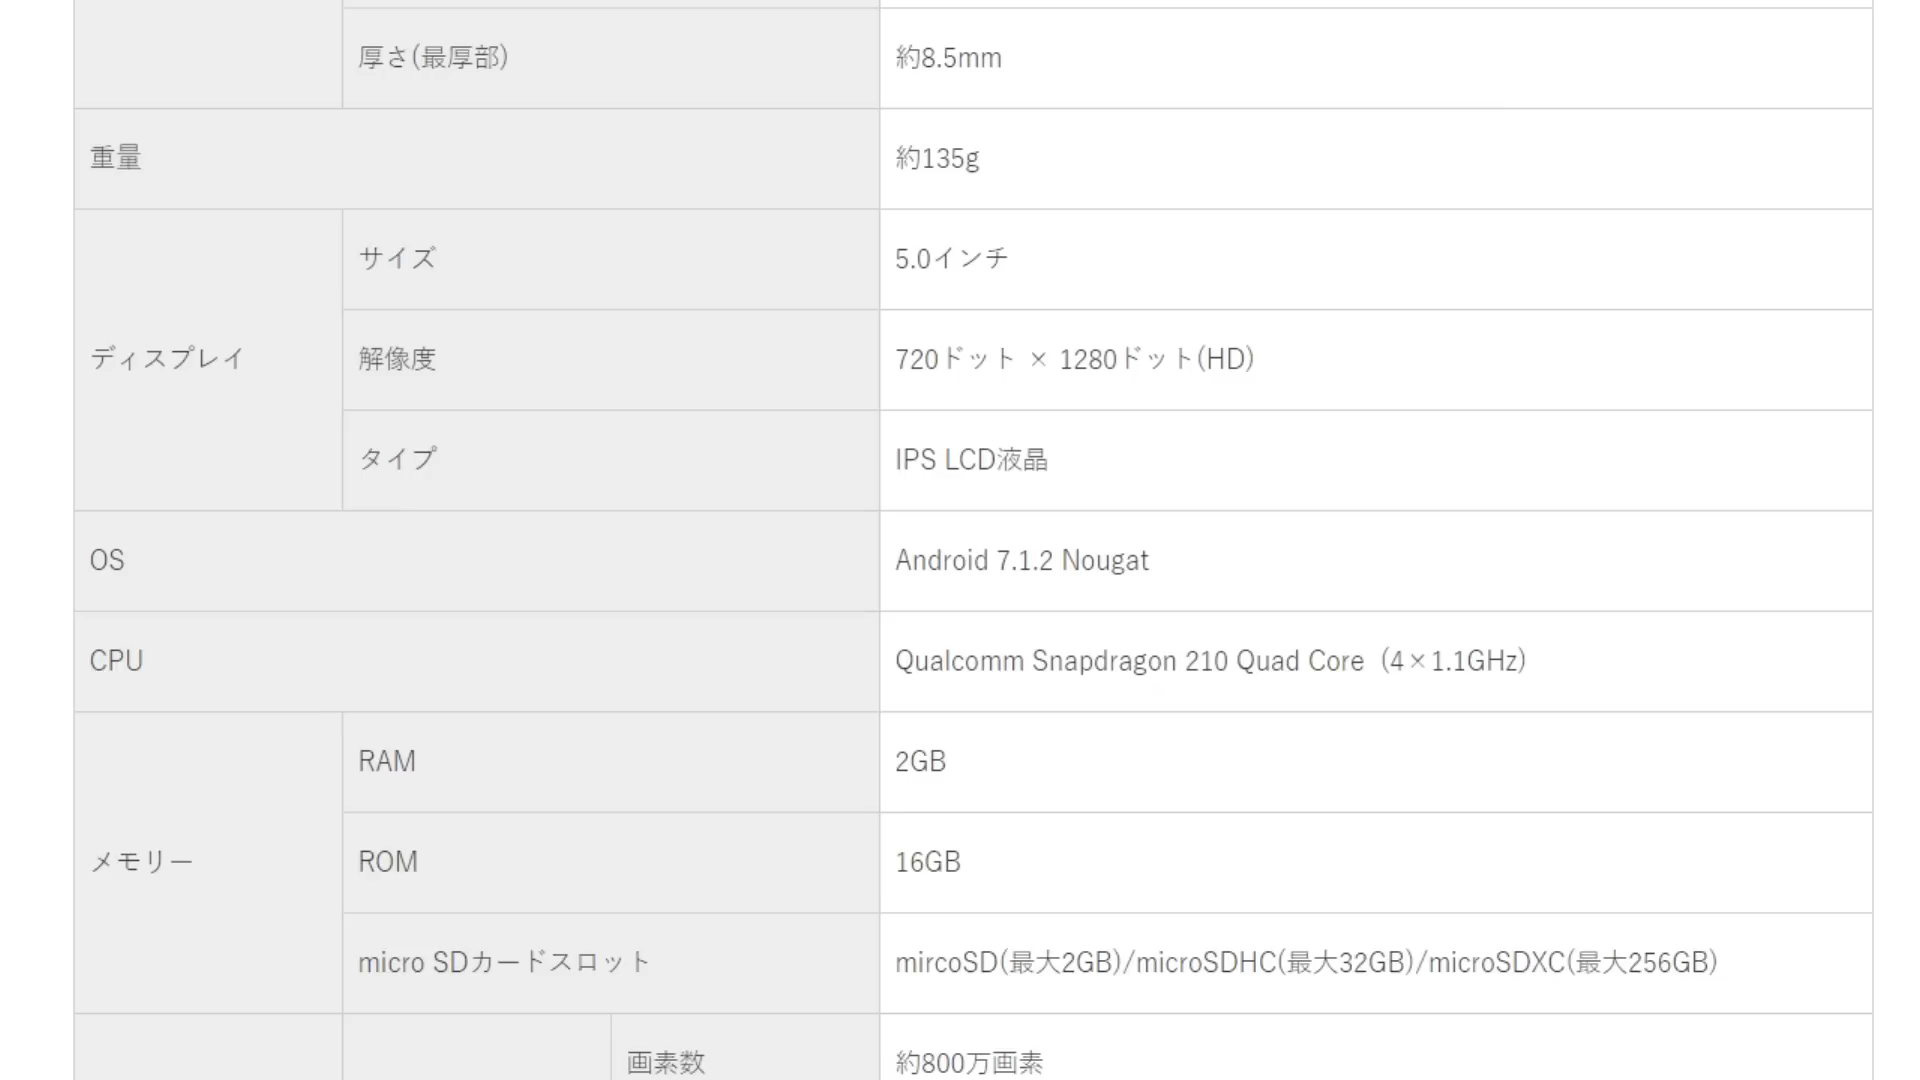 厚さ(最厚部) 約8.5mm
重量 約135g
サイズ 5.0インチ
ディスプレイ 解像度 720ドット × 1280ドット(HD)
タイプ IPS LCD液晶
OS Android 7.1.2 Nougat
CPU Qualcomm Snapdragon 210 Quad Core（4×1.1GHz）
RAM 2GB
メモリー ROM 16GB
micro SDカードスロット mircoSD(最大2GB)/microSDHC(最大32GB)/microSDXC(最大256GB)
画素数 約800万画素